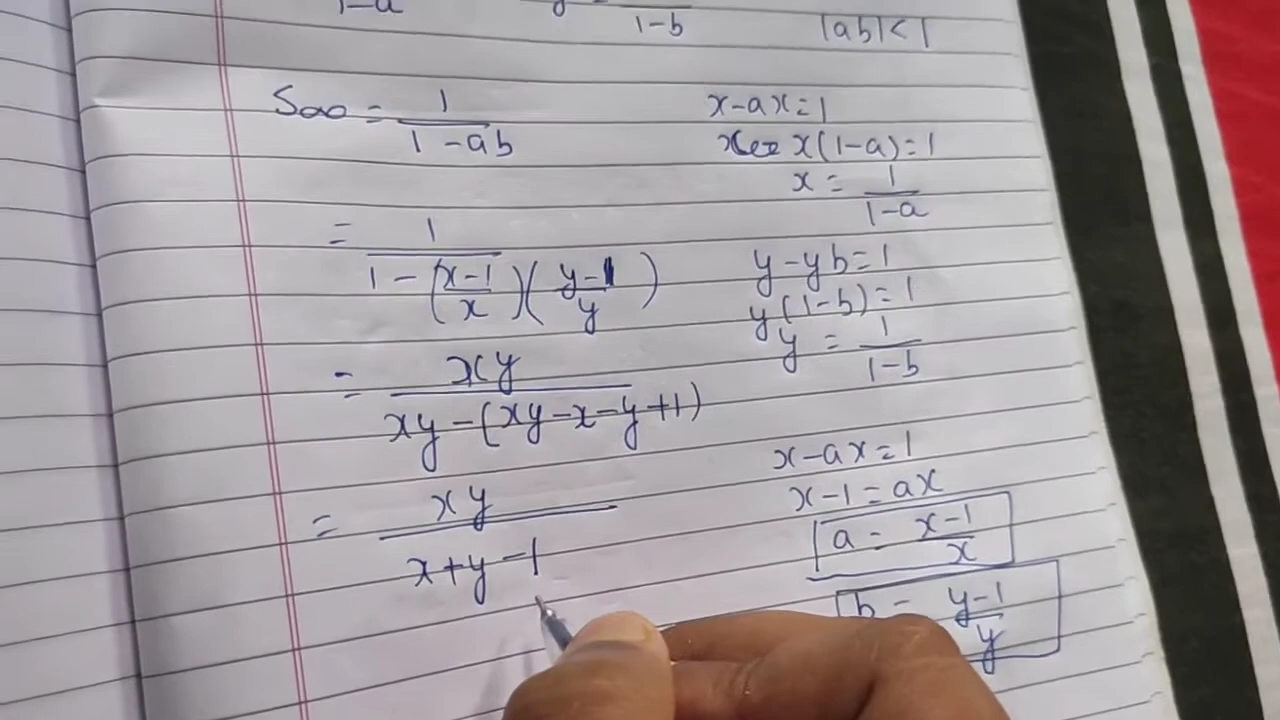 1-a
y = 1-b
|ab| < 1
S∞ = 1/(1-ab)
= 1/(1-(x-1/x)(y-1/y))
= xy/(xy-(xy-x-y+1))
= xy/(x+y-1)
x-ax=1
x(1-a)=1
x = 1/(1-a)
y-yb=1
y(1-b)=1
y = 1/(1-b)
x-ax=1
x-1=ax
a = x-1/x
b = y-1/y